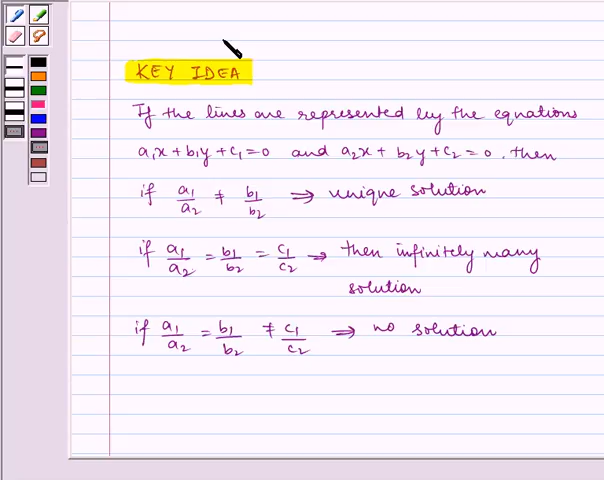 KEY IDEA
If the lines are represented by the equations
a₁x + b₁y + c₁ = 0 and a₂x + b₂y + c₂ = 0, then
if a₁/a₂ ≠ b₁/b₂ ⇒ unique solution
if a₁/a₂ = b₁/b₂ = c₁/c₂ ⇒ then infinitely many
solution
if a₁/a₂ = b₁/b₂ ≠ c₁/c₂ ⇒ no solution